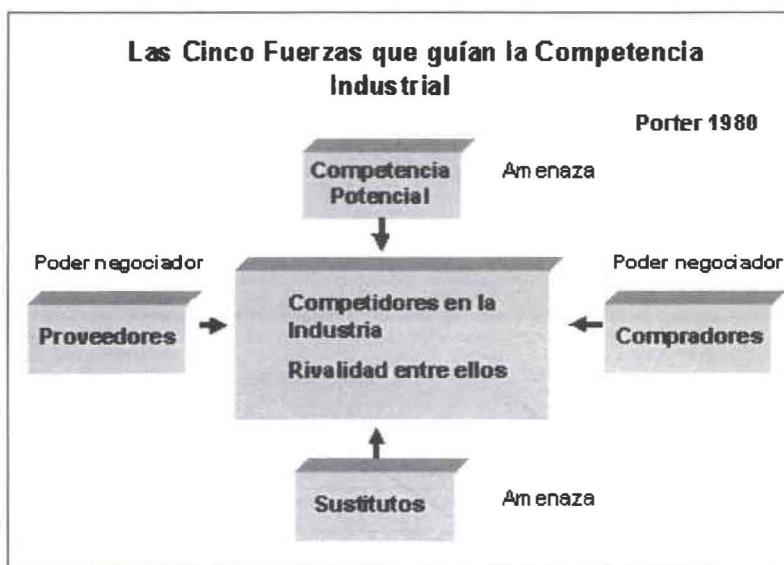 Las Cinco Fuerzas que guían la Competencia
Industrial
Porter 1980
Competencia
Potencial
Amenaza
Poder negociador
Poder negociador
Proveedores
Competidores en la
Industria
Rivalidad entre ellos
Compradores
Sustitutos
Amenaza